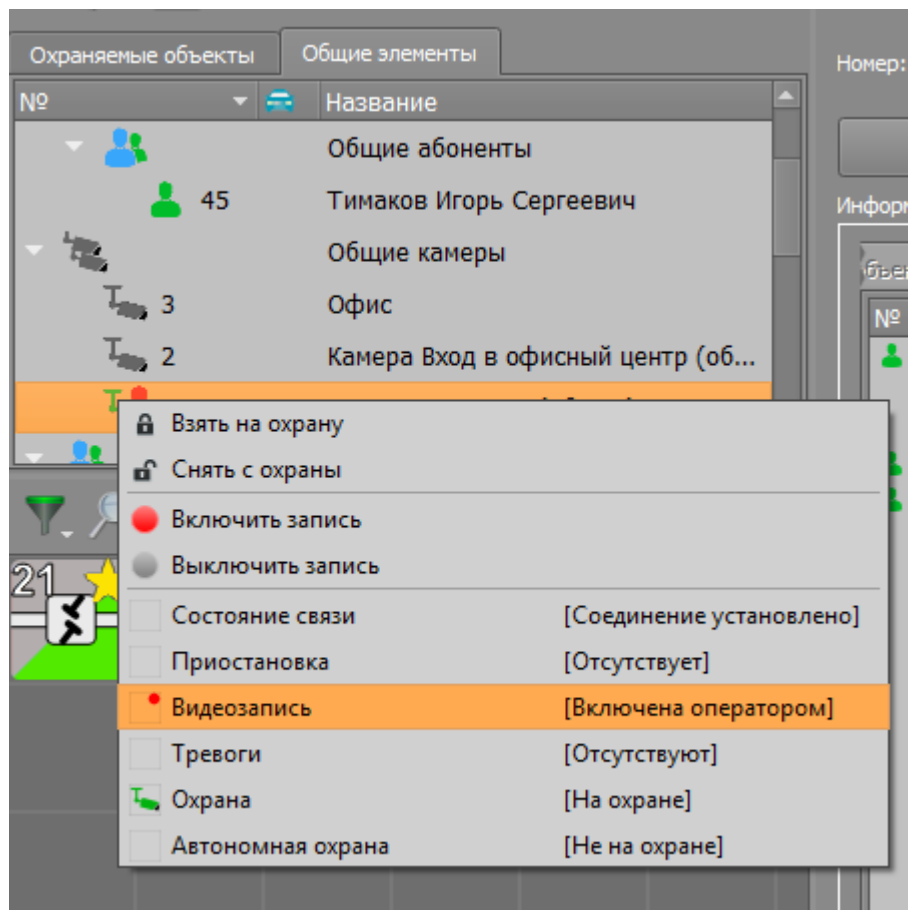 Охраняемые объекты
Общие элементы
Номер:
№
Название
Общие абоненты
45
Тимаков Игорь Сергеевич
Общие камеры
3
Офис
2
Камера Вход в офисный центр (об...
Взять на охрану
Снять с охраны
Включить запись
Выключить запись
Состояние связи [Соединение установлено]
Приостановка [Отсутствует]
Видеозапись [Включена оператором]
Тревоги [Отсутствуют]
Охрана [На охране]
Автономная охрана [Не на охране]
21
Информ
№